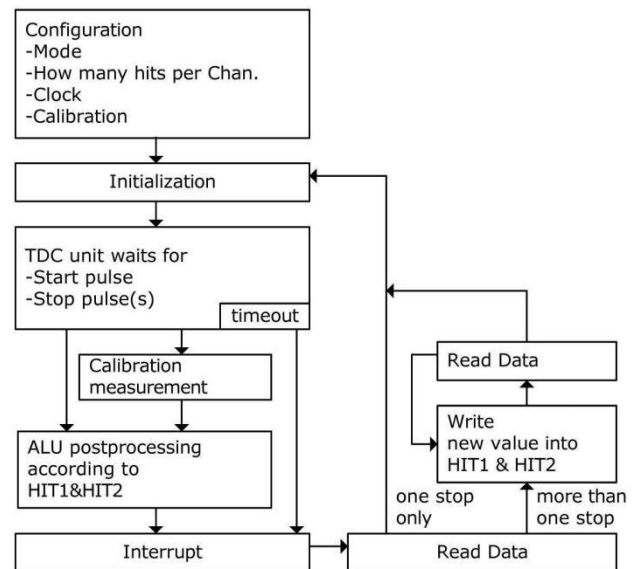 Configuration
-Mode
-How many hits per Chan.
-Clock
-Calibration
Initialization
TDC unit waits for
-Start pulse
-Stop pulse(s)
timeout
Calibration
measurement
ALU postprocessing
according to
HIT1&HIT2
Interrupt
Read Data
Write
new value into
HIT1 & HIT2
one stop
only
more than
one stop
Read Data